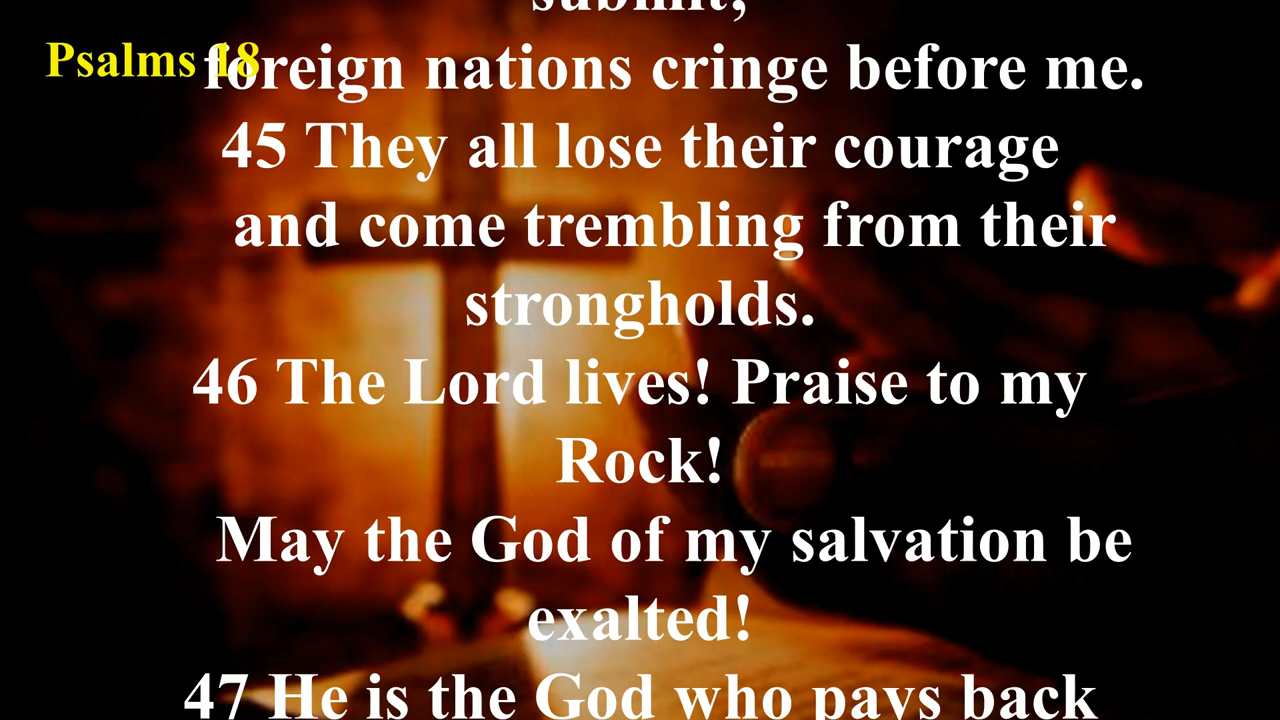 submit;
Psalms 18
foreign nations cringe before me.
45 They all lose their courage
and come trembling from their
strongholds.
46 The Lord lives! Praise to my
Rock!
May the God of my salvation be
exalted!
47 He is the God who pays back